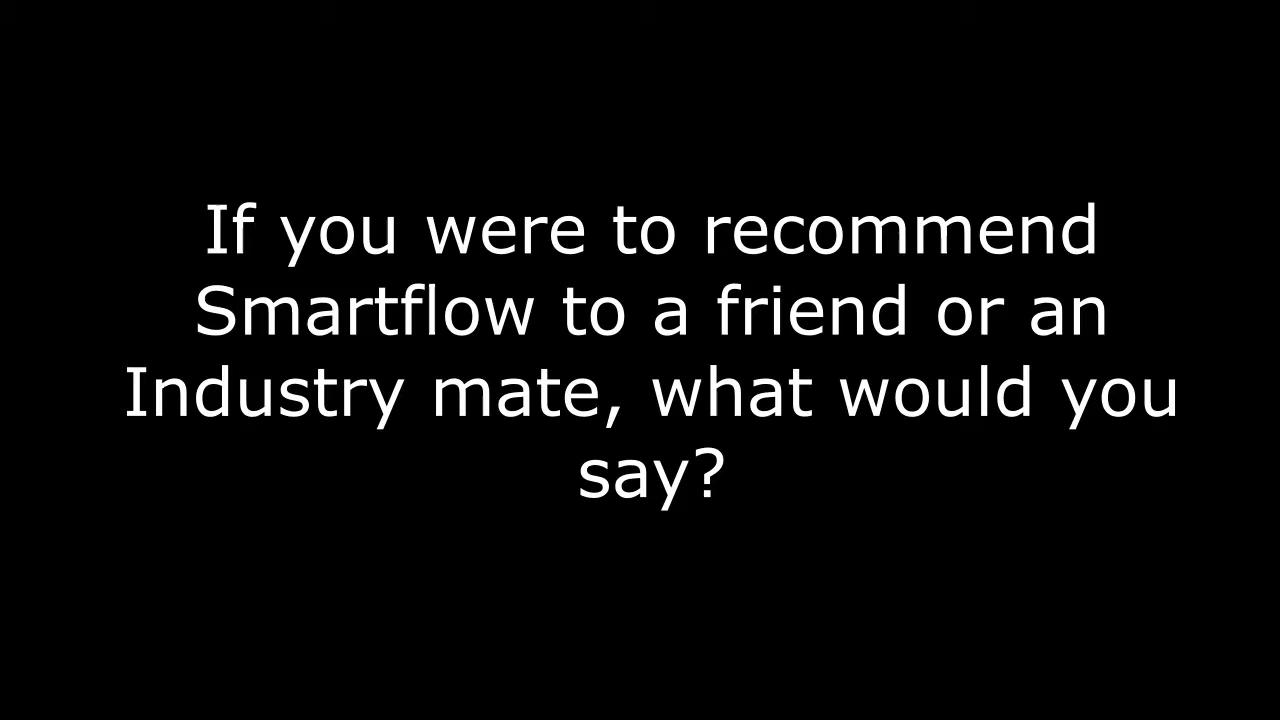 If you were to recommend
Smartflow to a friend or an
Industry mate, what would you
say?